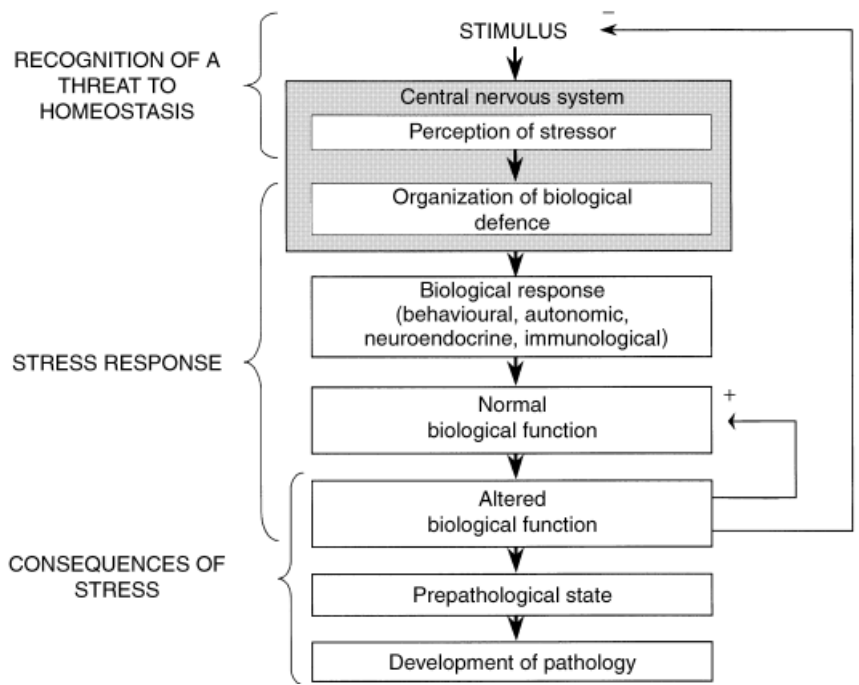 RECOGNITION OF A
THREAT TO
HOMEOSTASIS
STIMULUS
−
Central nervous system
Perception of stressor
Organization of biological
defence
Biological response
(behavioural, autonomic,
neuroendocrine, immunological)
STRESS RESPONSE
Normal
biological function
+
Altered
biological function
CONSEQUENCES OF
STRESS
Prepathological state
Development of pathology